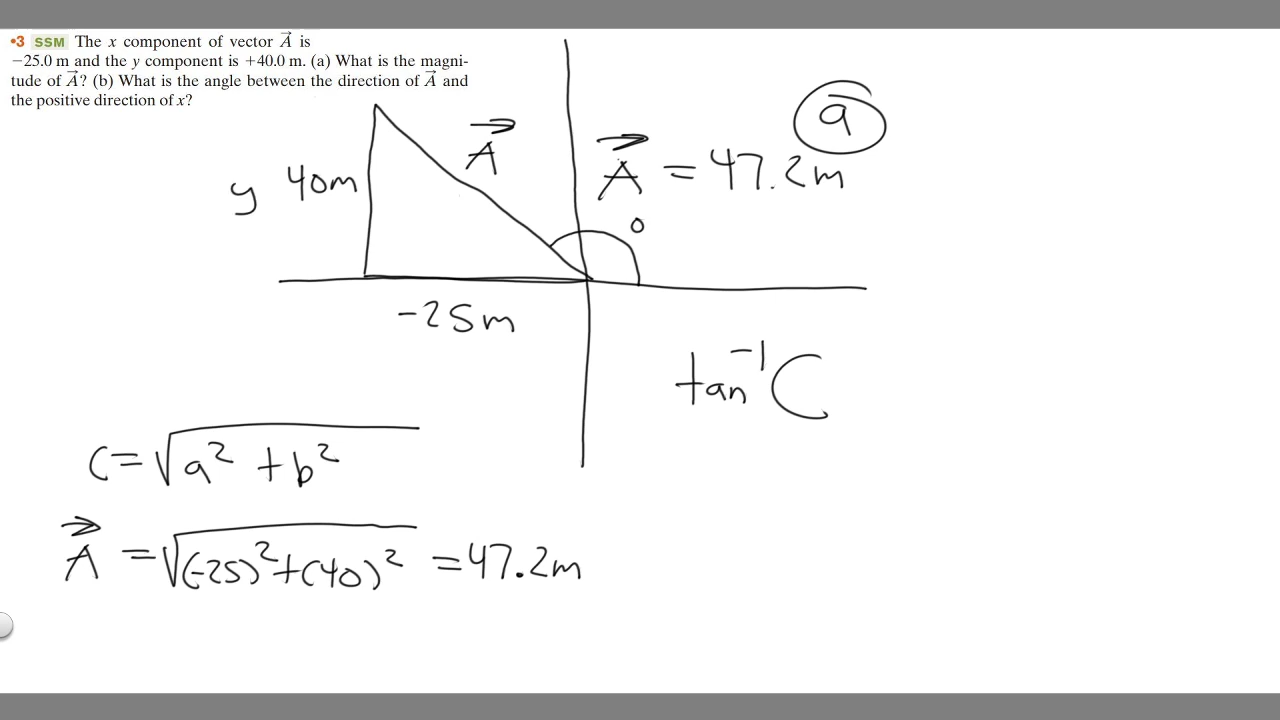 •3 SSM The x component of vector A⃗ is
−25.0 m and the y component is +40.0 m. (a) What is the magni-
tude of A⃗? (b) What is the angle between the direction of A⃗ and
the positive direction of x?
a
A⃗
A⃗ = 47.2m
y 40m
o
-25m
tan⁻¹(
c=√a² + b²
A⃗ = √(-25)²+(40)² = 47.2m